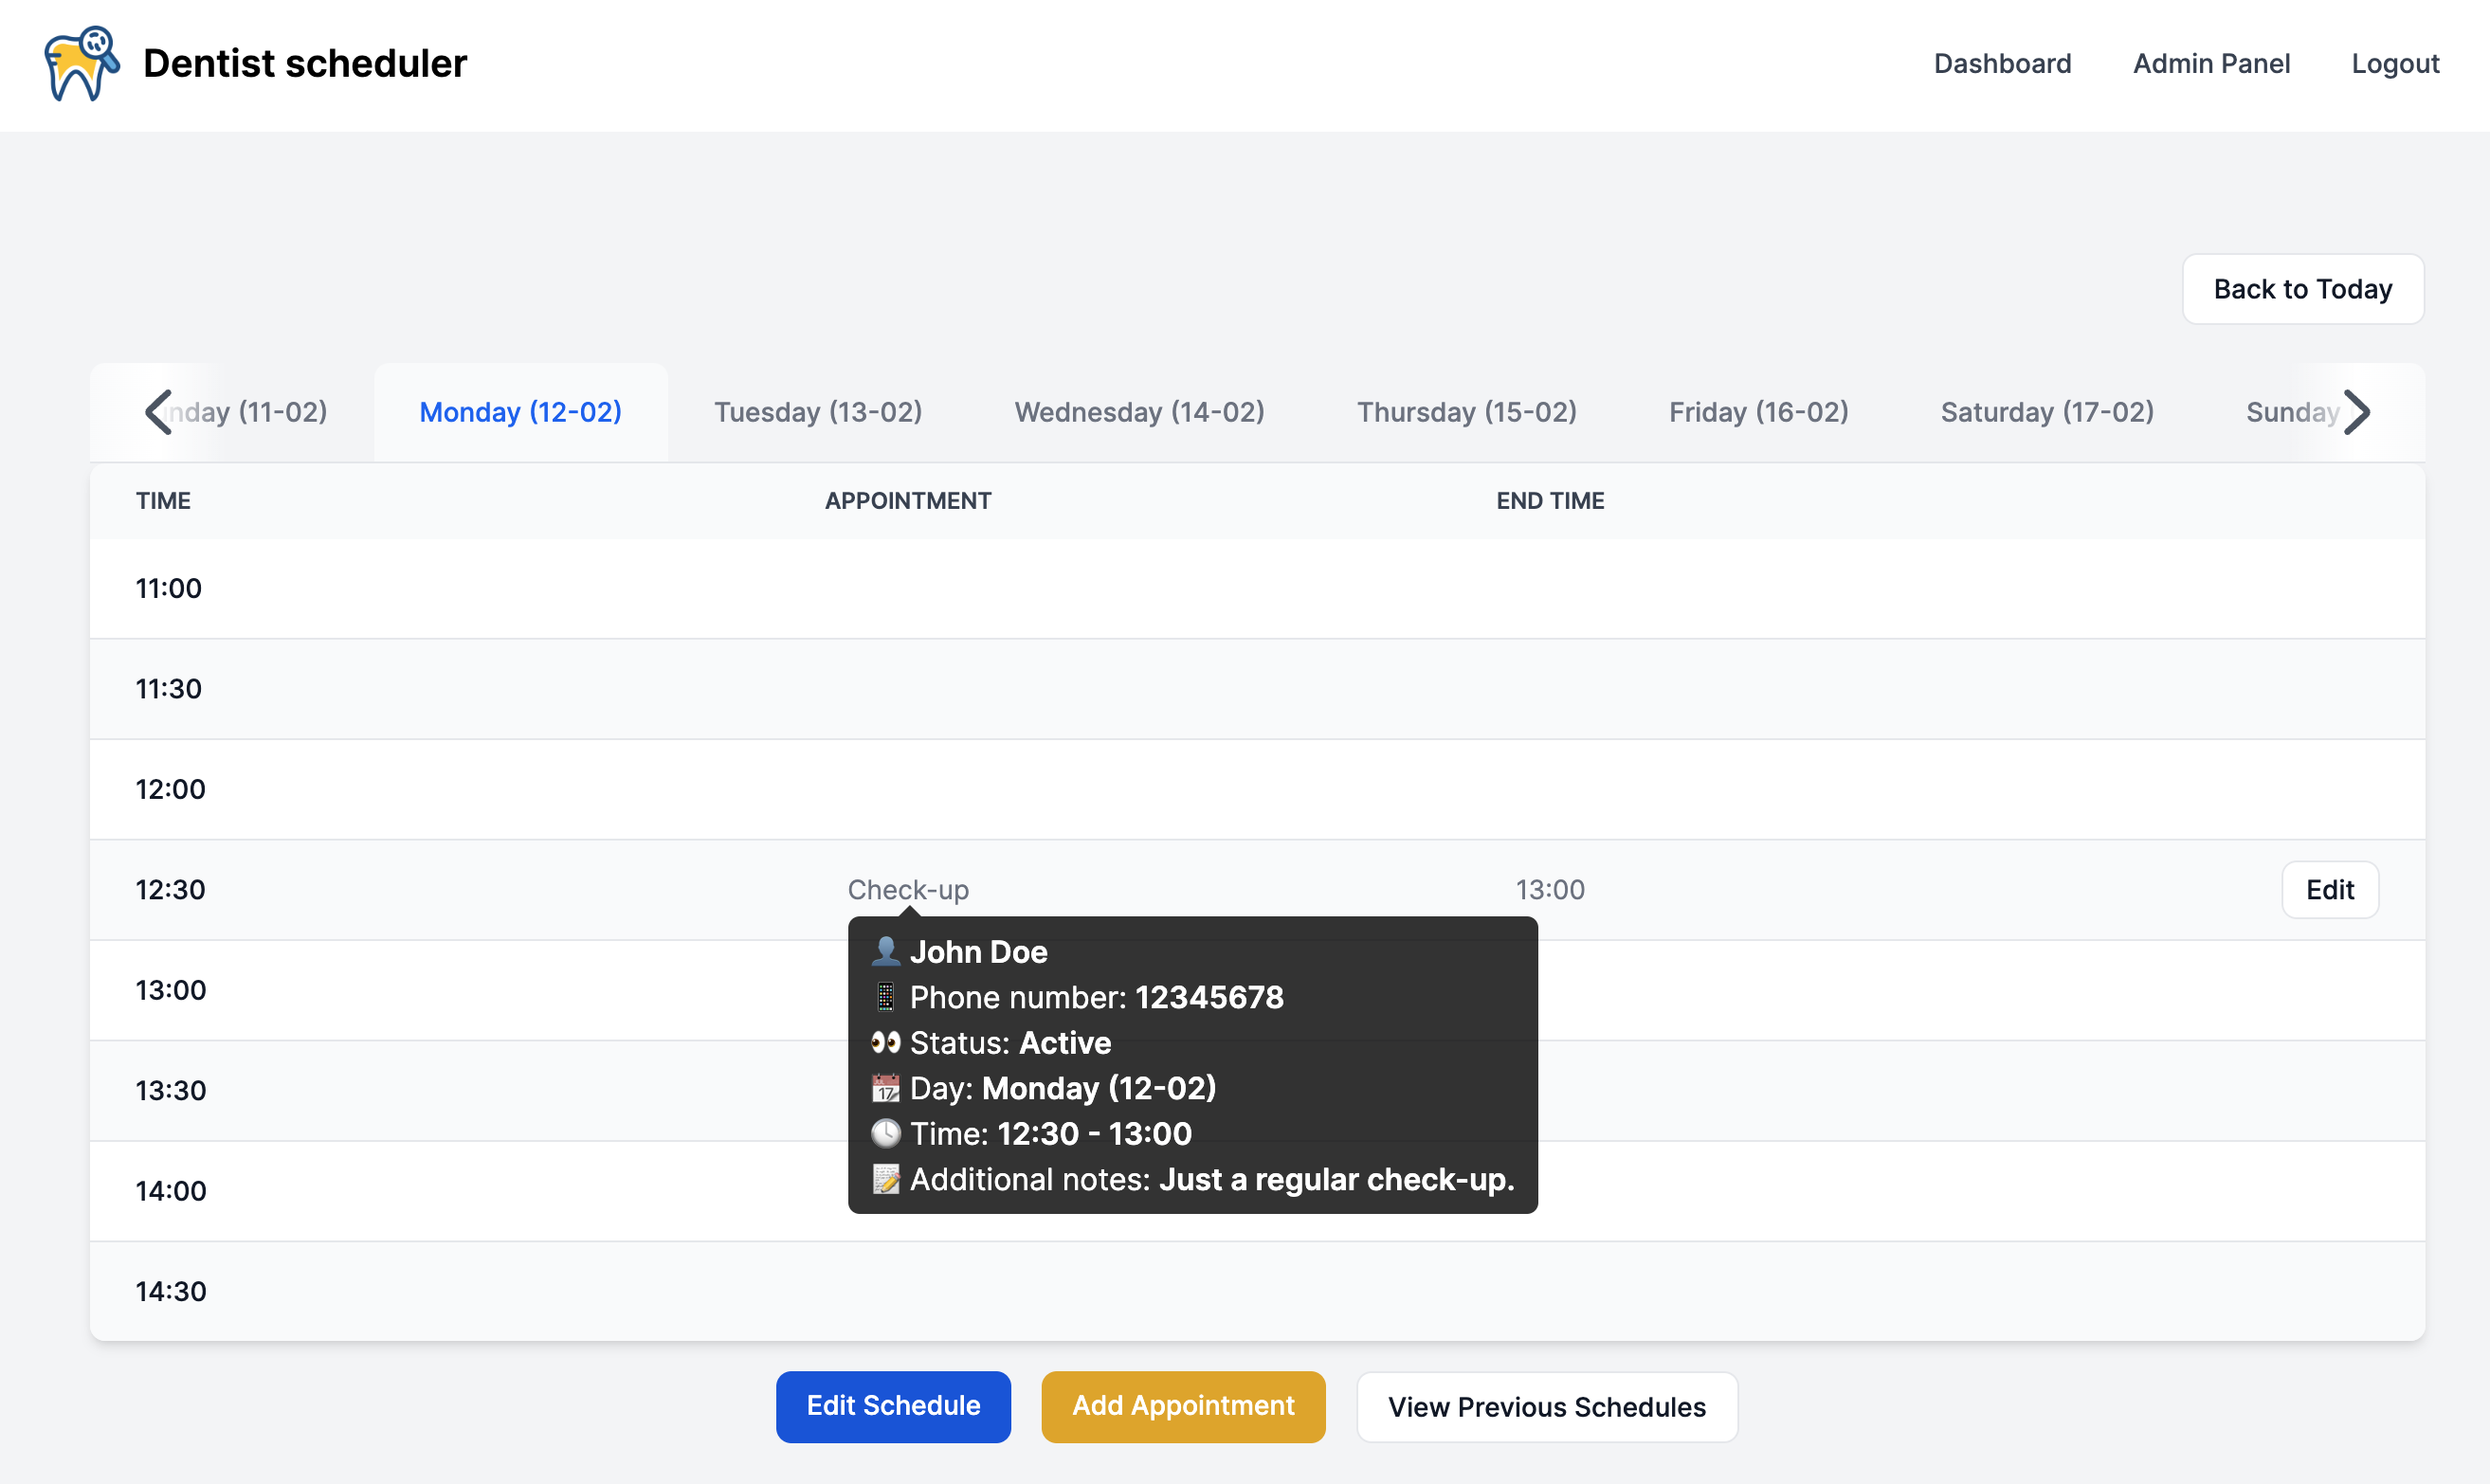 Dentist scheduler
Dashboard Admin Panel Logout
Back to Today
nday (11-02) Monday (12-02) Tuesday (13-02) Wednesday (14-02) Thursday (15-02) Friday (16-02) Saturday (17-02) Sunday
TIME APPOINTMENT END TIME
11:00
11:30
12:00
12:30 Check-up 13:00 Edit
John Doe
13:00
Phone number: 12345678
Status: Active
13:30
Day: Monday (12-02)
Time: 12:30 - 13:00
14:00
Additional notes: Just a regular check-up.
14:30
Edit Schedule Add Appointment View Previous Schedules